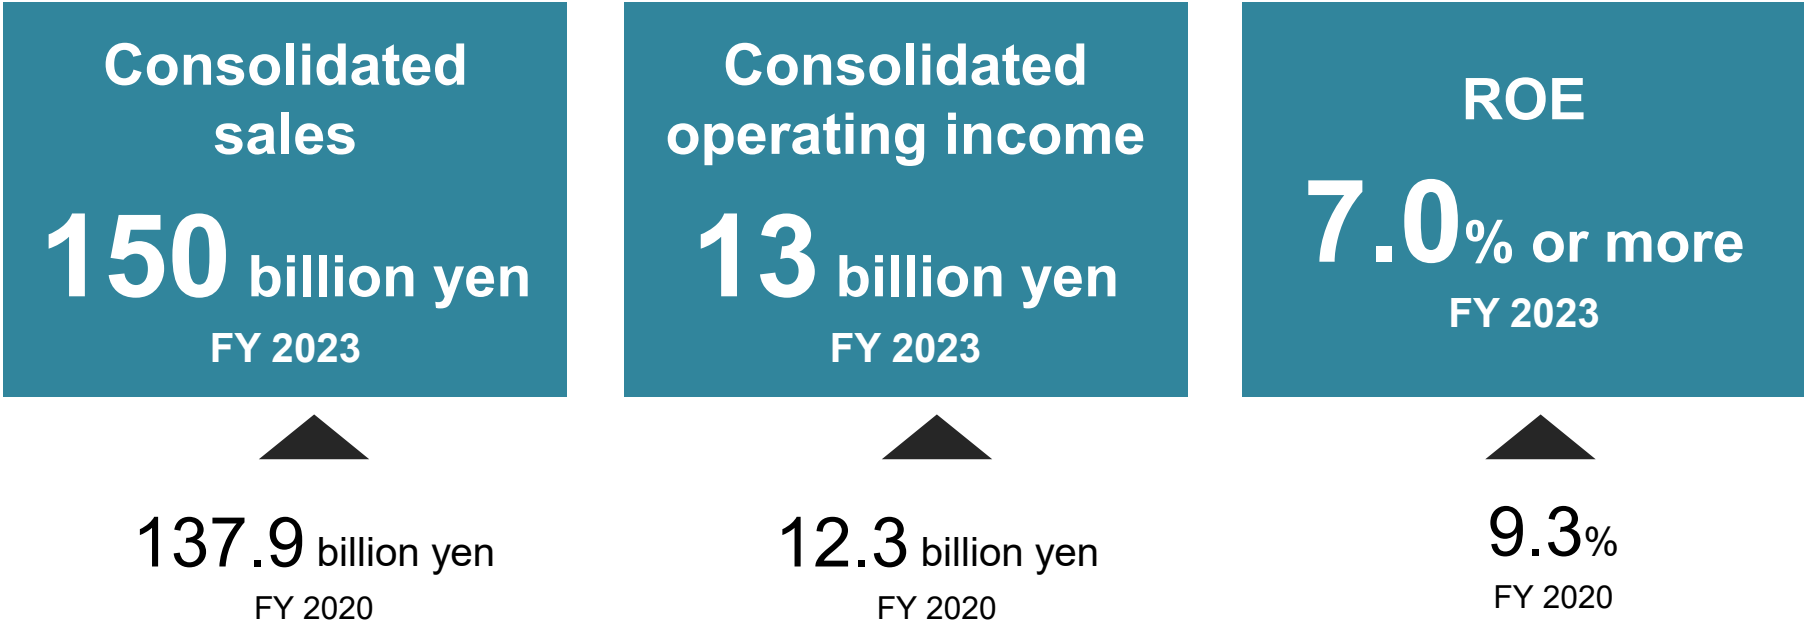 Consolidated
sales
150 billion yen
FY 2023
137.9 billion yen
FY 2020
Consolidated
operating income
13 billion yen
FY 2023
12.3 billion yen
FY 2020
ROE
7.0% or more
FY 2023
9.3%
FY 2020